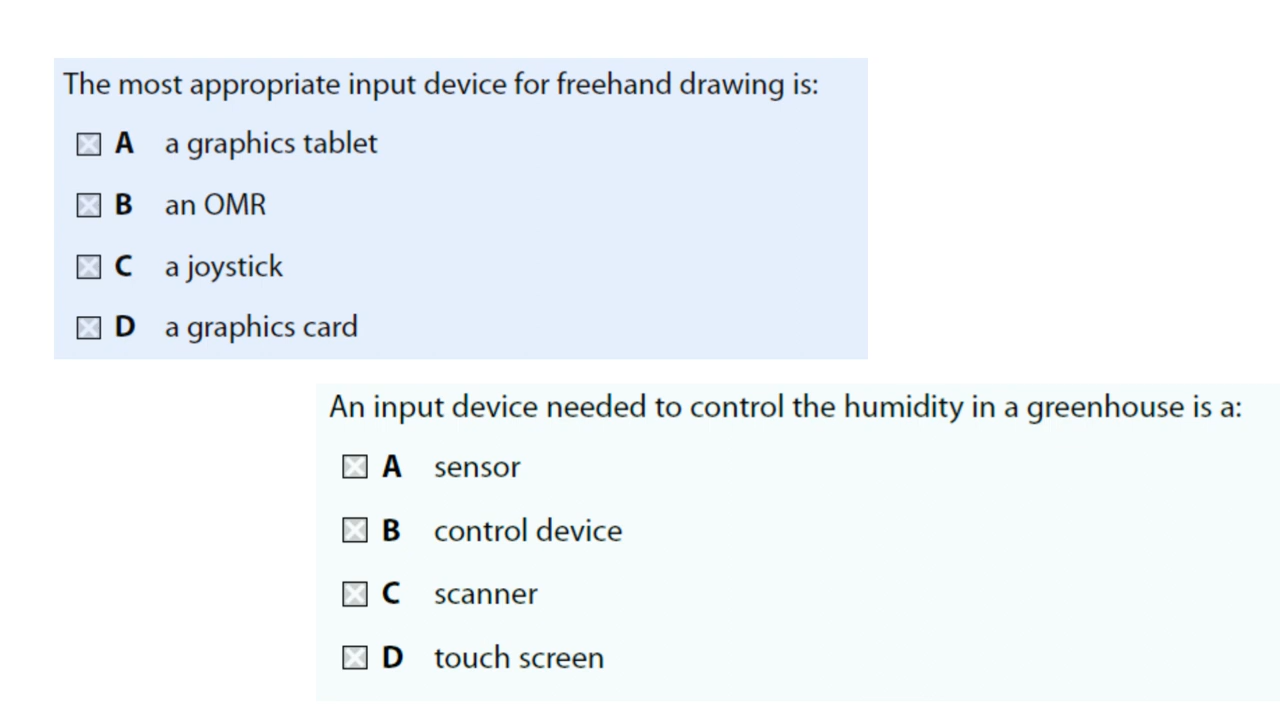 The most appropriate input device for freehand drawing is:
A a graphics tablet
B an OMR
C a joystick
D a graphics card
An input device needed to control the humidity in a greenhouse is a:
A sensor
B control device
C scanner
D touch screen